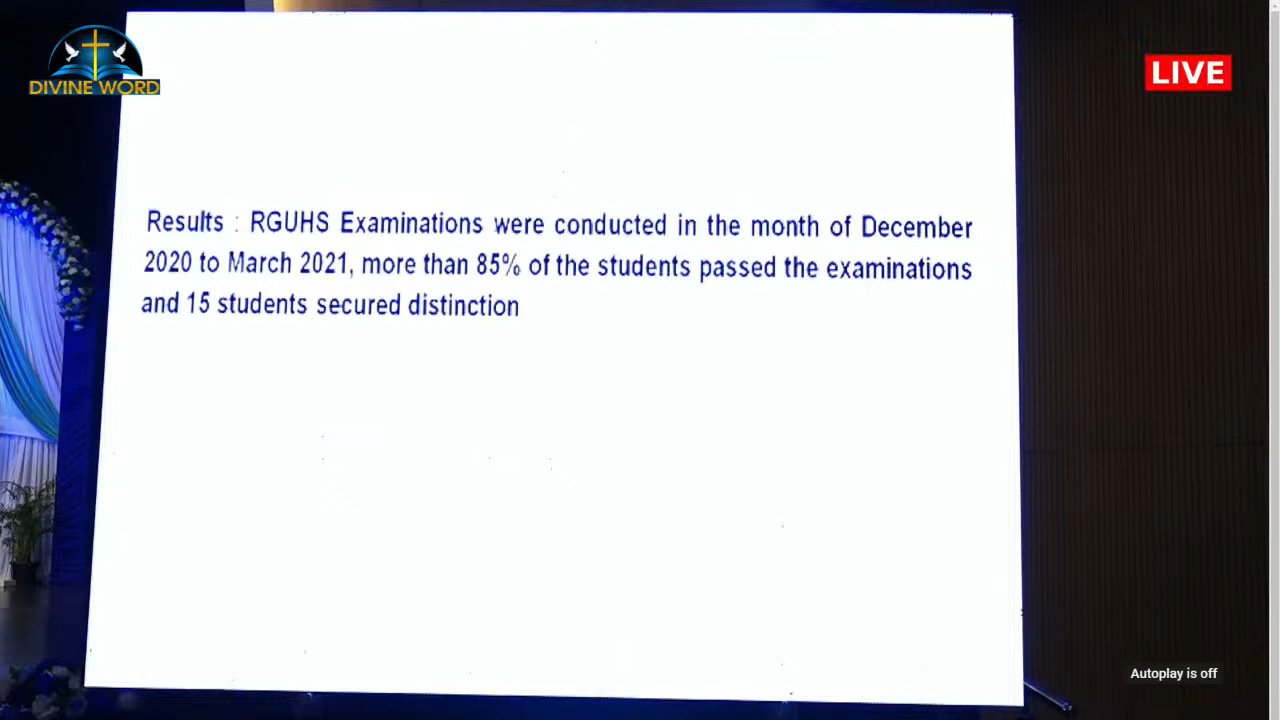 DIVINE WORD
LIVE
Results : RGUHS Examinations were conducted in the month of December
2020 to March 2021, more than 85% of the students passed the examinations
and 15 students secured distinction
Autoplay is off